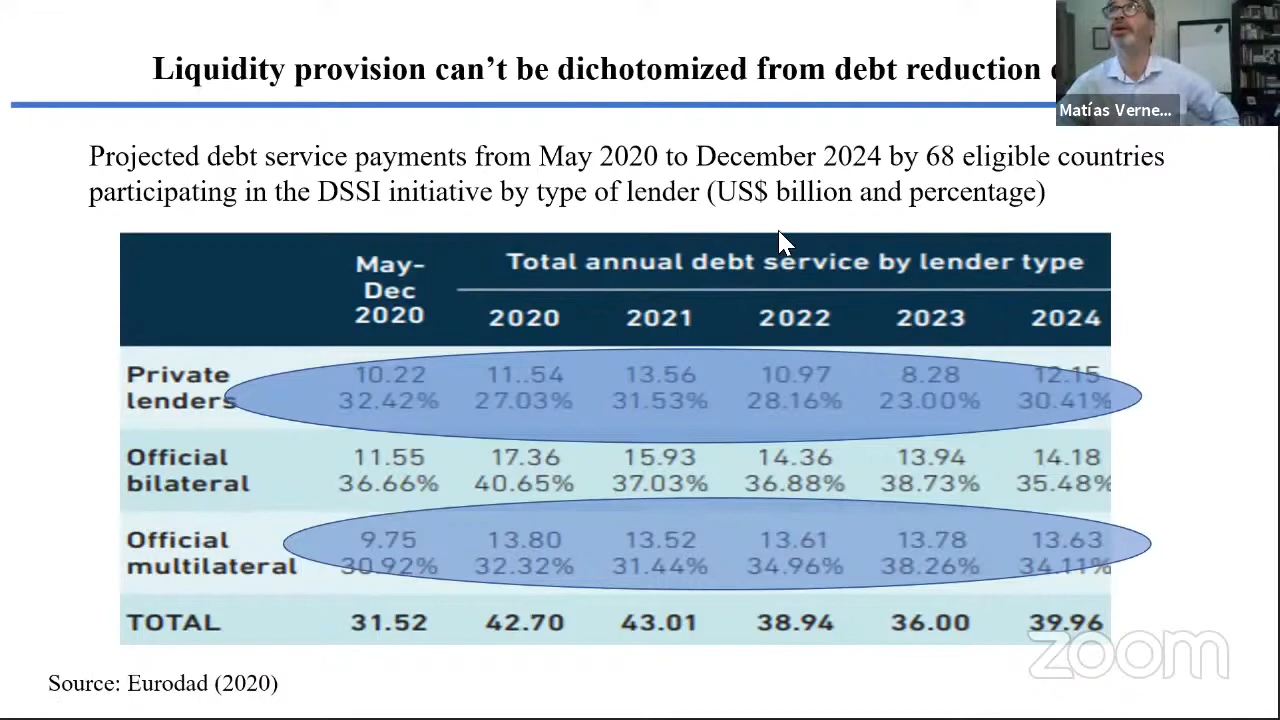 Liquidity provision can't be dichotomized from debt reduction
Matías Verne...
Projected debt service payments from May 2020 to December 2024 by 68 eligible countries
participating in the DSSI initiative by type of lender (US$ billion and percentage)
May-
Dec
2020
Total annual debt service by lender type
2020 2021 2022 2023 2024
Private
lenders
10.22 11..54 13.56 10.97 8.28 12.15
32.42% 27.03% 31.53% 28.16% 23.00% 30.41%
Official
bilateral
11.55 17.36 15.93 14.36 13.94 14.18
36.66% 40.65% 37.03% 36.88% 38.73% 35.48%
Official
multilateral
9.75 13.80 13.52 13.61 13.78 13.63
30.92% 32.32% 31.44% 34.96% 38.26% 34.11%
TOTAL 31.52 42.70 43.01 38.94 36.00 39.96
zoom
Source: Eurodad (2020)